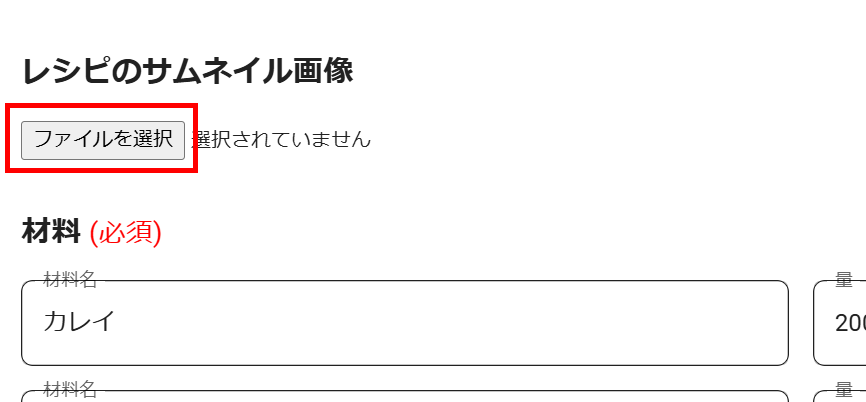 レシピのサムネイル画像
ファイルを選択 選択されていません
材料 (必須)
材料名 量
カレイ
材料名 量